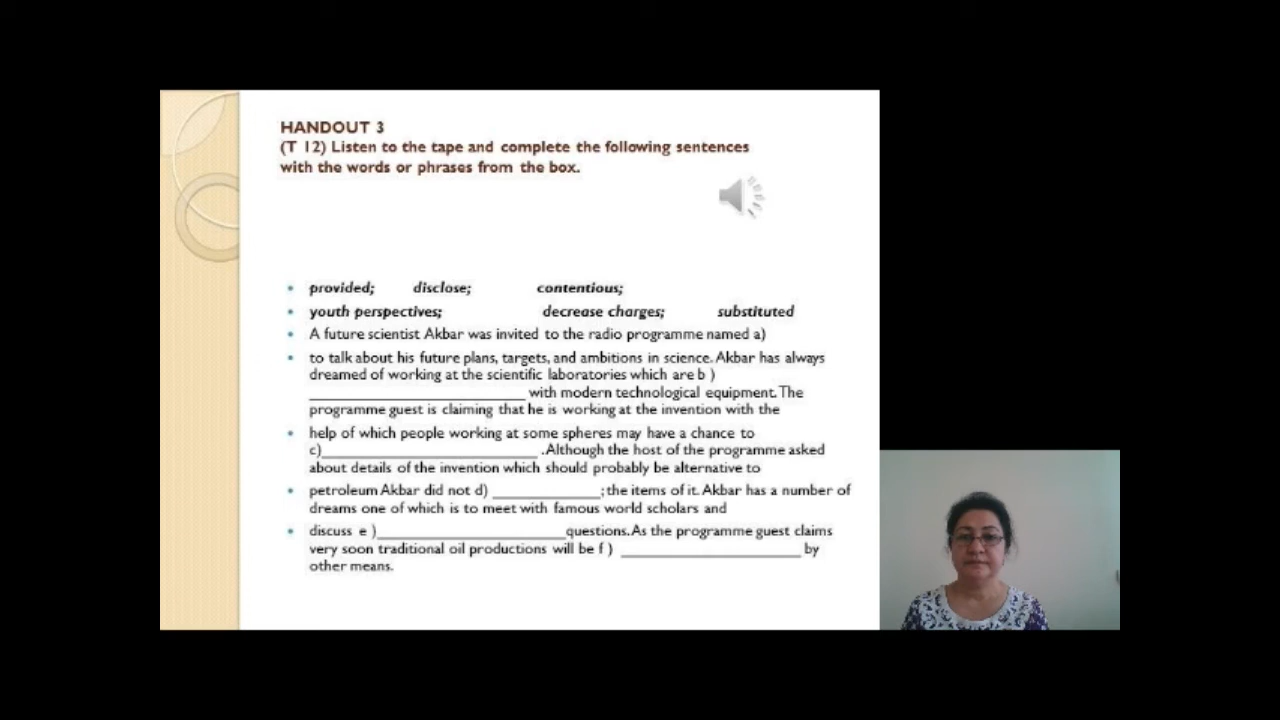 HANDOUT 3
(T 12) Listen to the tape and complete the following sentences
with the words or phrases from the box.
• provided; disclose; contentious;
• youth perspectives; decrease charges; substituted
• A future scientist Akbar was invited to the radio programme named a)
• to talk about his future plans, targets, and ambitions in science. Akbar has always
dreamed of working at the scientific laboratories which are b )
____________________________ with modern technological equipment. The
programme guest is claiming that he is working at the invention with the
• help of which people working at some spheres may have a chance to
c)____________________________ . Although the host of the programme asked
about details of the invention which should probably be alternative to
• petroleum Akbar did not d) ______________; the items of it. Akbar has a number of
dreams one of which is to meet with famous world scholars and
• discuss e )________________________questions. As the programme guest claims
very soon traditional oil productions will be f ) _______________________ by
other means.